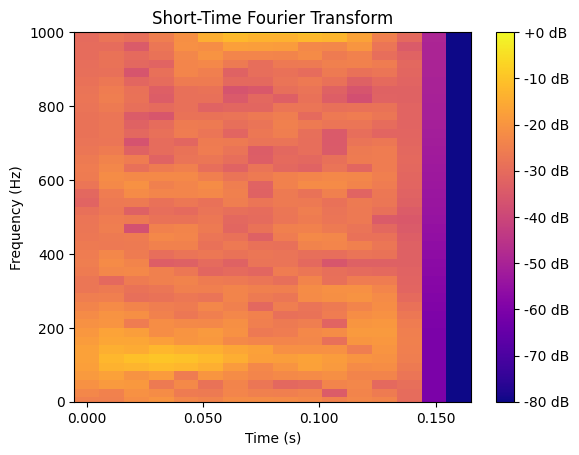 Short-Time Fourier Transform
Frequency (Hz)
1000
800
600
400
200
0
0.000
0.050
0.100
0.150
Time (s)
+0 dB
-10 dB
-20 dB
-30 dB
-40 dB
-50 dB
-60 dB
-70 dB
-80 dB